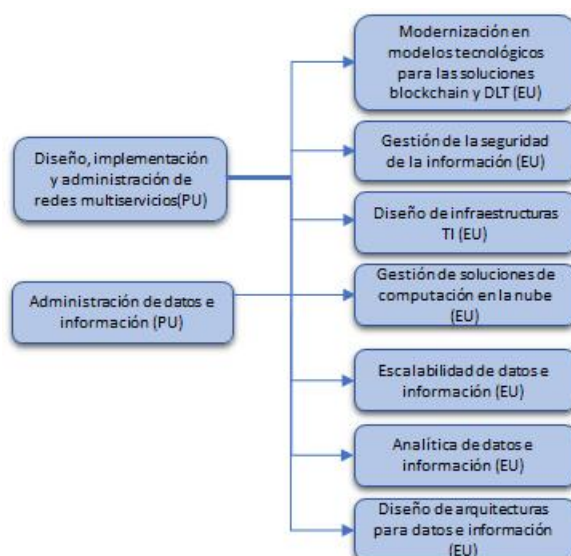 Diseño, implementación
y administración de
redes multiservicios(PU)
Administración de datos e
información (PU)
Modernización en
modelos tecnológicos
para las soluciones
blockchain y DLT (EU)
Gestión de la seguridad
de la información (EU)
Diseño de infraestructuras
TI (EU)
Gestión de soluciones de
computación en la nube
(EU)
Escalabilidad de datos e
información (EU)
Analítica de datos e
información (EU)
Diseño de arquitecturas
para datos e información
(EU)